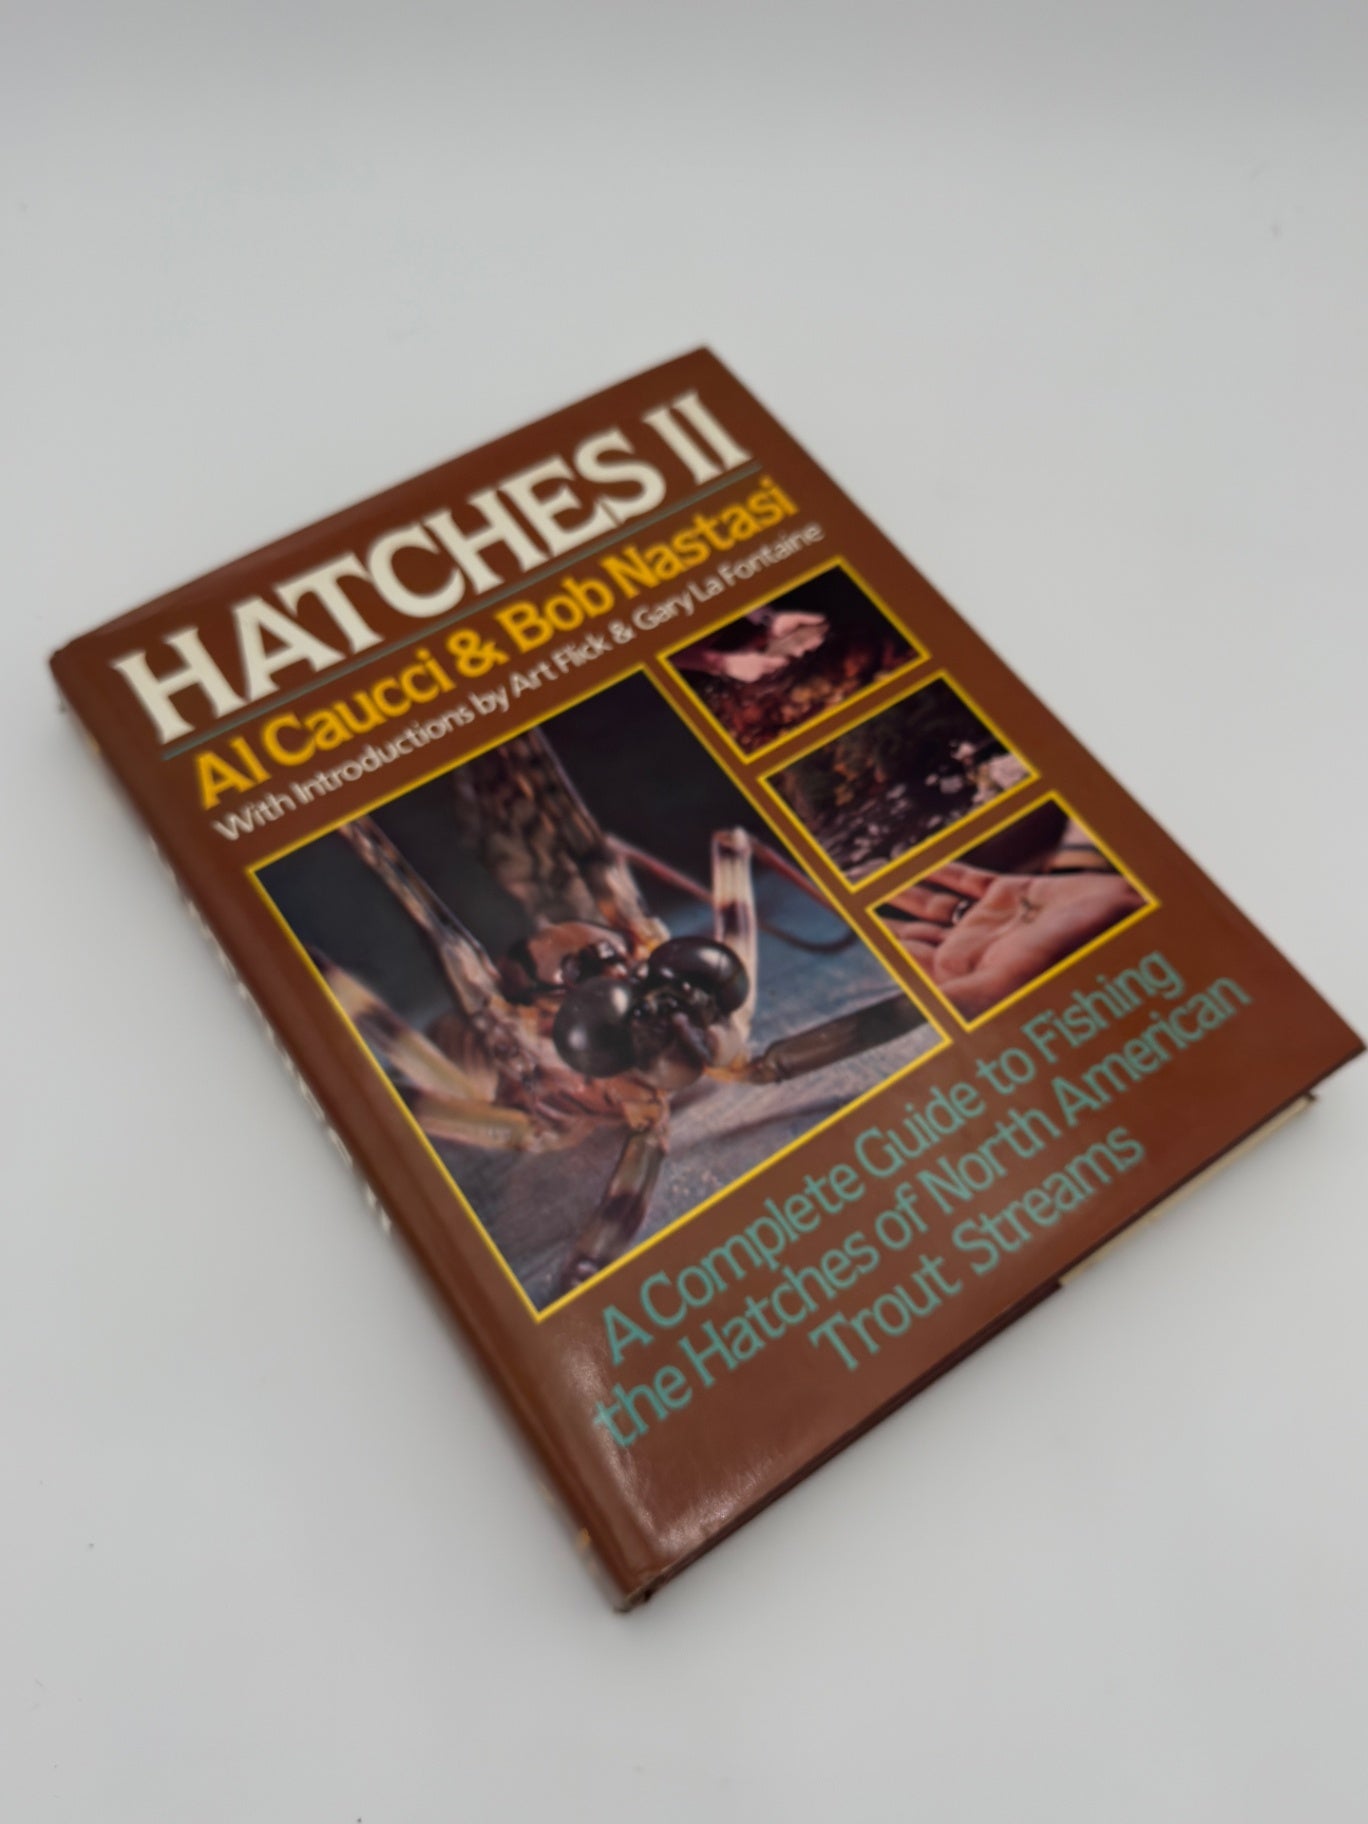 HATCHES II
Al Caucci & Bob Nastasi
With Introductions by Art Flick & Gary La Fontaine
A Complete Guide to Fishing
the Hatches of North American
Trout Streams